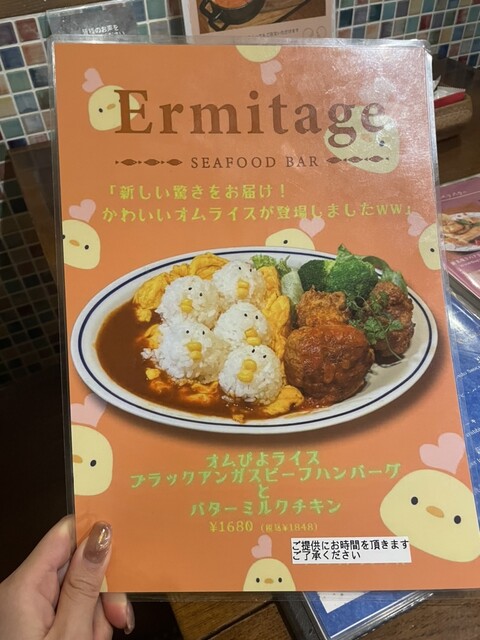 Ermitage
SEAFOOD BAR
「新しい驚きをお届け！
かわいいオムライスが登場しましたWW」
オムぴよライス
ブラックアンガスビーフハンバーグ
と
バターミルクチキン
¥1680 (税込¥1848)
ご提供にお時間を頂きます
ご了承ください